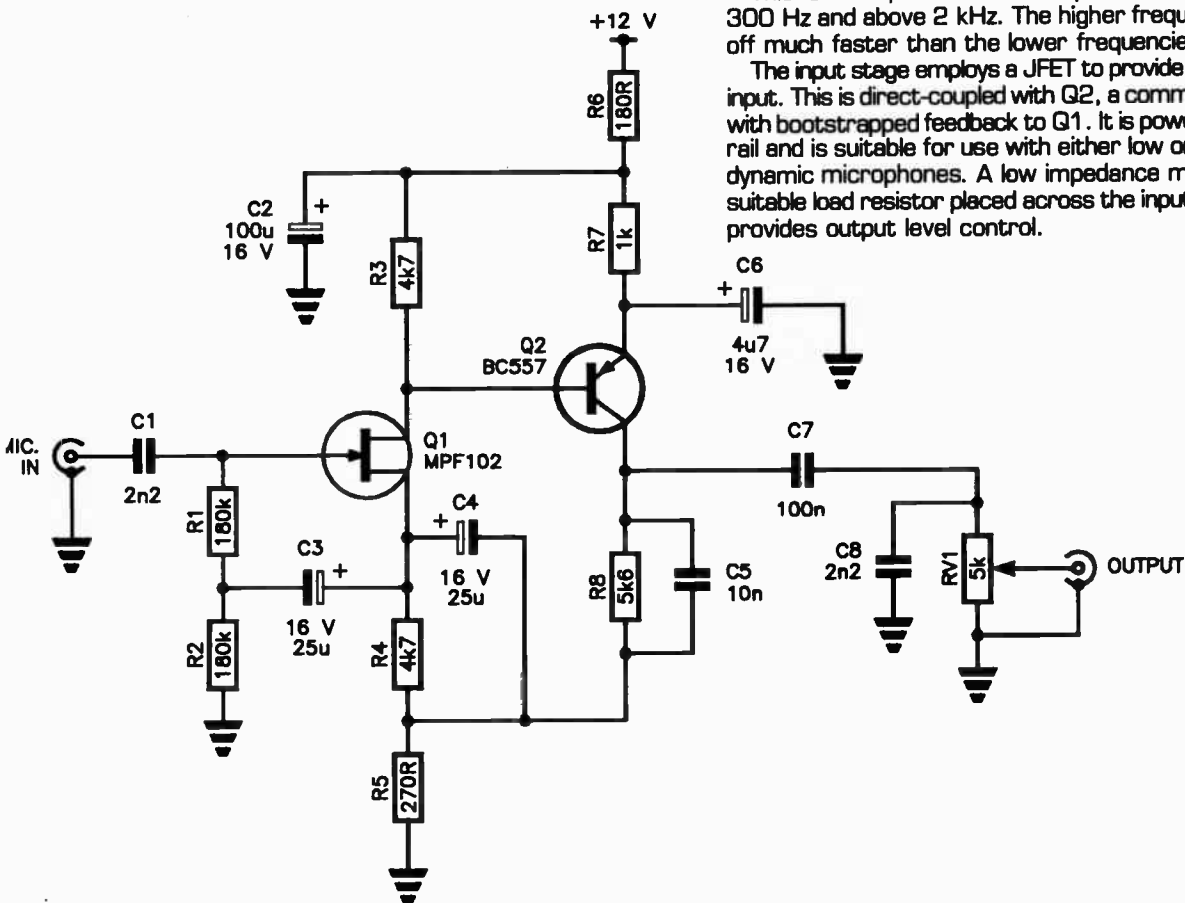 300 Hz and above 2 kHz. The higher frequ
off much faster than the lower frequencie
The input stage employs a JFET to provide
input. This is direct-coupled with Q2, a comm
with bootstrapped feedback to Q1. It is powe
rail and is suitable for use with either low o
dynamic microphones. A low impedance m
suitable load resistor placed across the input
provides output level control.
+12 V
R6
180R
C2
100u
16 V
+
R3
4k7
R7
1k
C6
+
4u7
16 V
Q2
BC557
MIC.
IN
C1
2n2
Q1
MPF102
C7
100n
R1
180k
C3
+
16 V
25u
C4
+
16 V
25u
R8
5k6
C5
10n
C8
2n2
RV1
5k
OUTPUT
R2
180k
R4
4k7
R5
270R